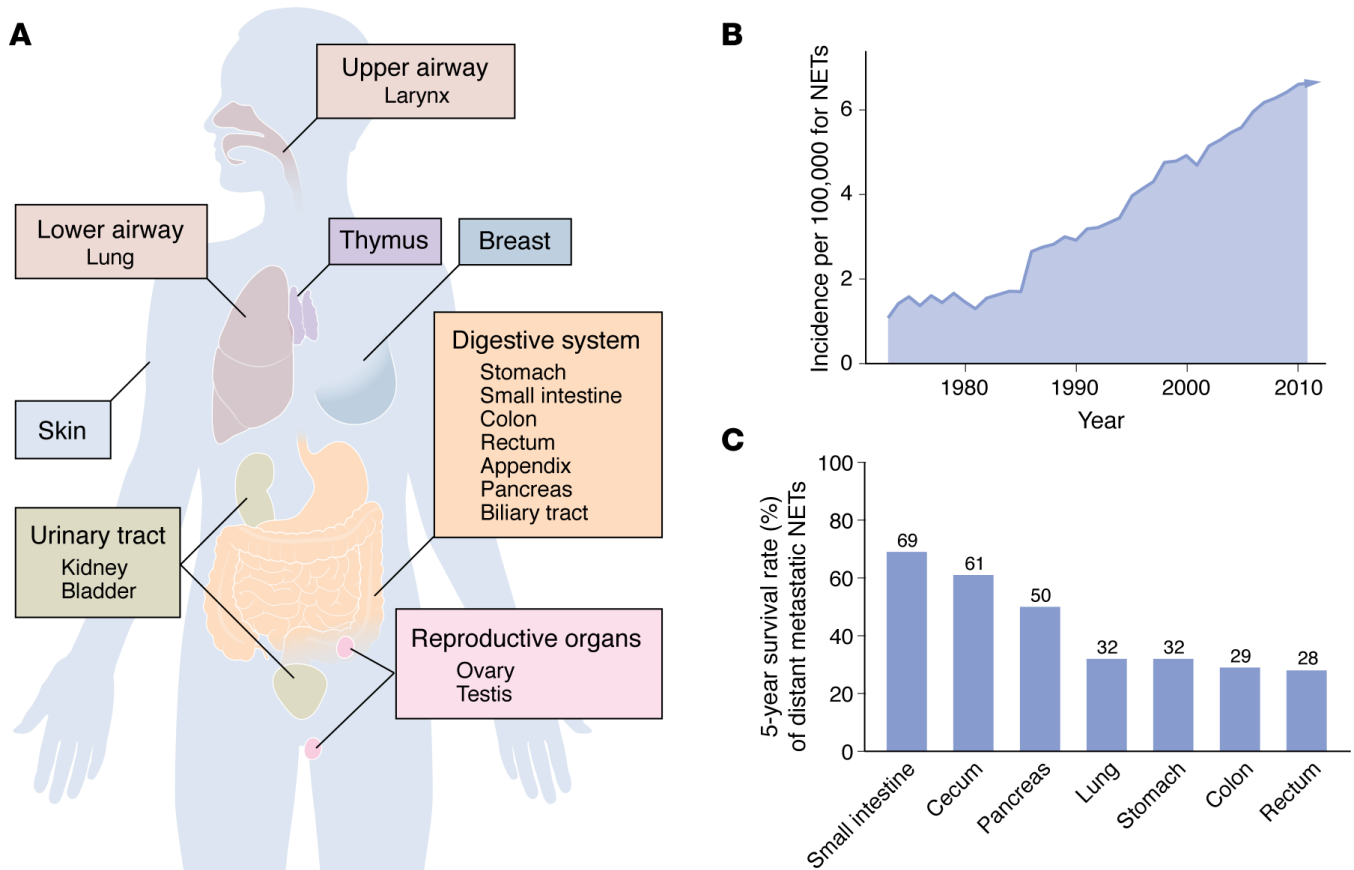 A
Upper airway
Larynx
Lower airway
Lung
Thymus
Breast
Digestive system
Stomach
Small intestine
Colon
Rectum
Appendix
Pancreas
Biliary tract
Skin
Urinary tract
Kidney
Bladder
Reproductive organs
Ovary
Testis
B
Incidence per 100,000 for NETs
6
4
2
0
1980
1990
2000
2010
Year
C
5-year survival rate (%)
of distant metastatic NETs
100
80
60
40
20
0
69
61
50
32
32
29
28
Small intestine
Cecum
Pancreas
Lung
Stomach
Colon
Rectum